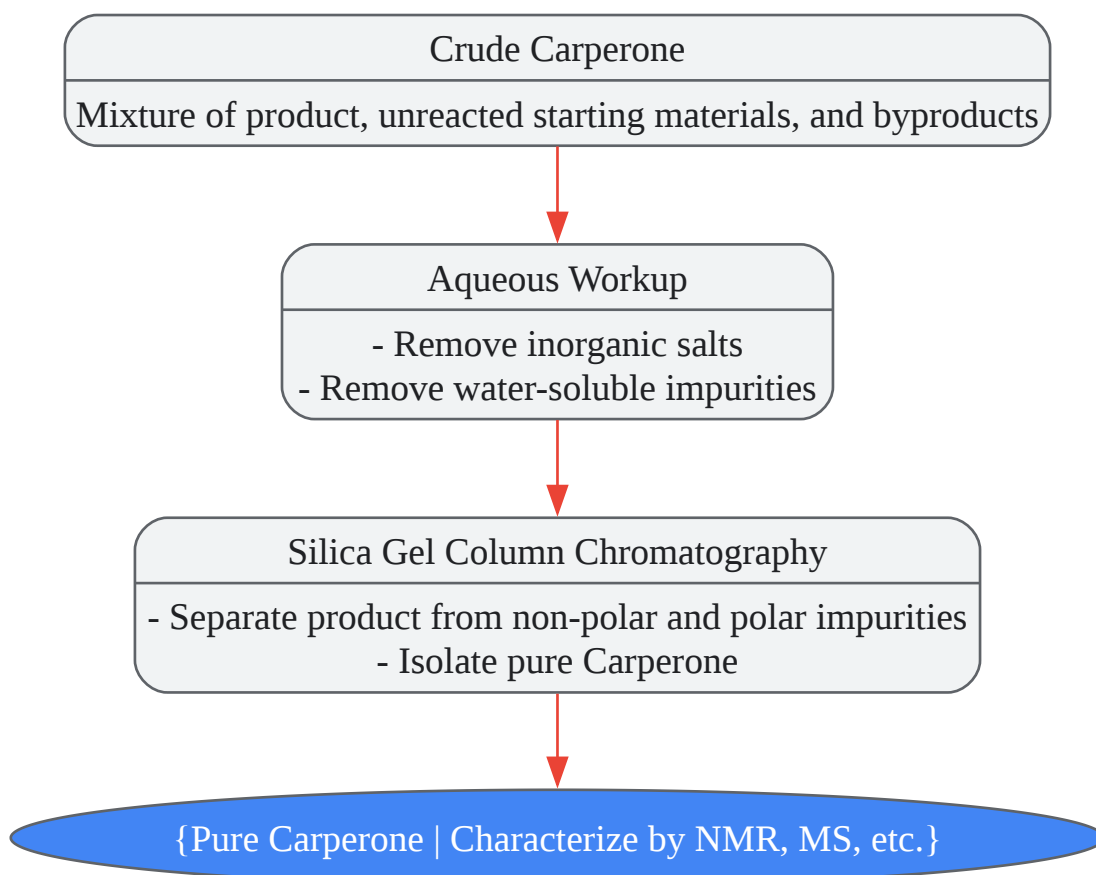 Crude Carperone
Mixture of product, unreacted starting materials, and byproducts
Aqueous Workup
- Remove inorganic salts
- Remove water-soluble impurities
Silica Gel Column Chromatography
- Separate product from non-polar and polar impurities
- Isolate pure Carperone
{Pure Carperone | Characterize by NMR, MS, etc.}